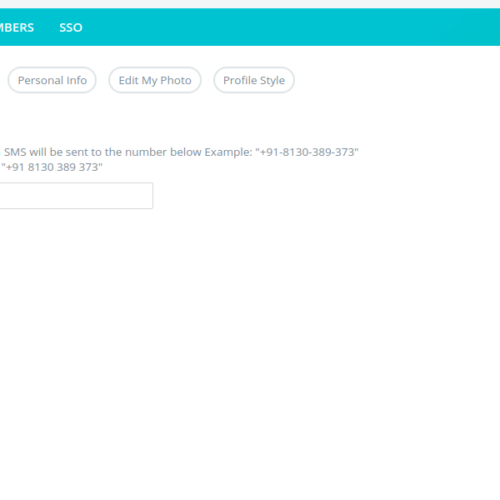 MBERS SSO
Personal Info Edit My Photo Profile Style
SMS will be sent to the number below Example: "+91-8130-389-373"
"+91 8130 389 373"